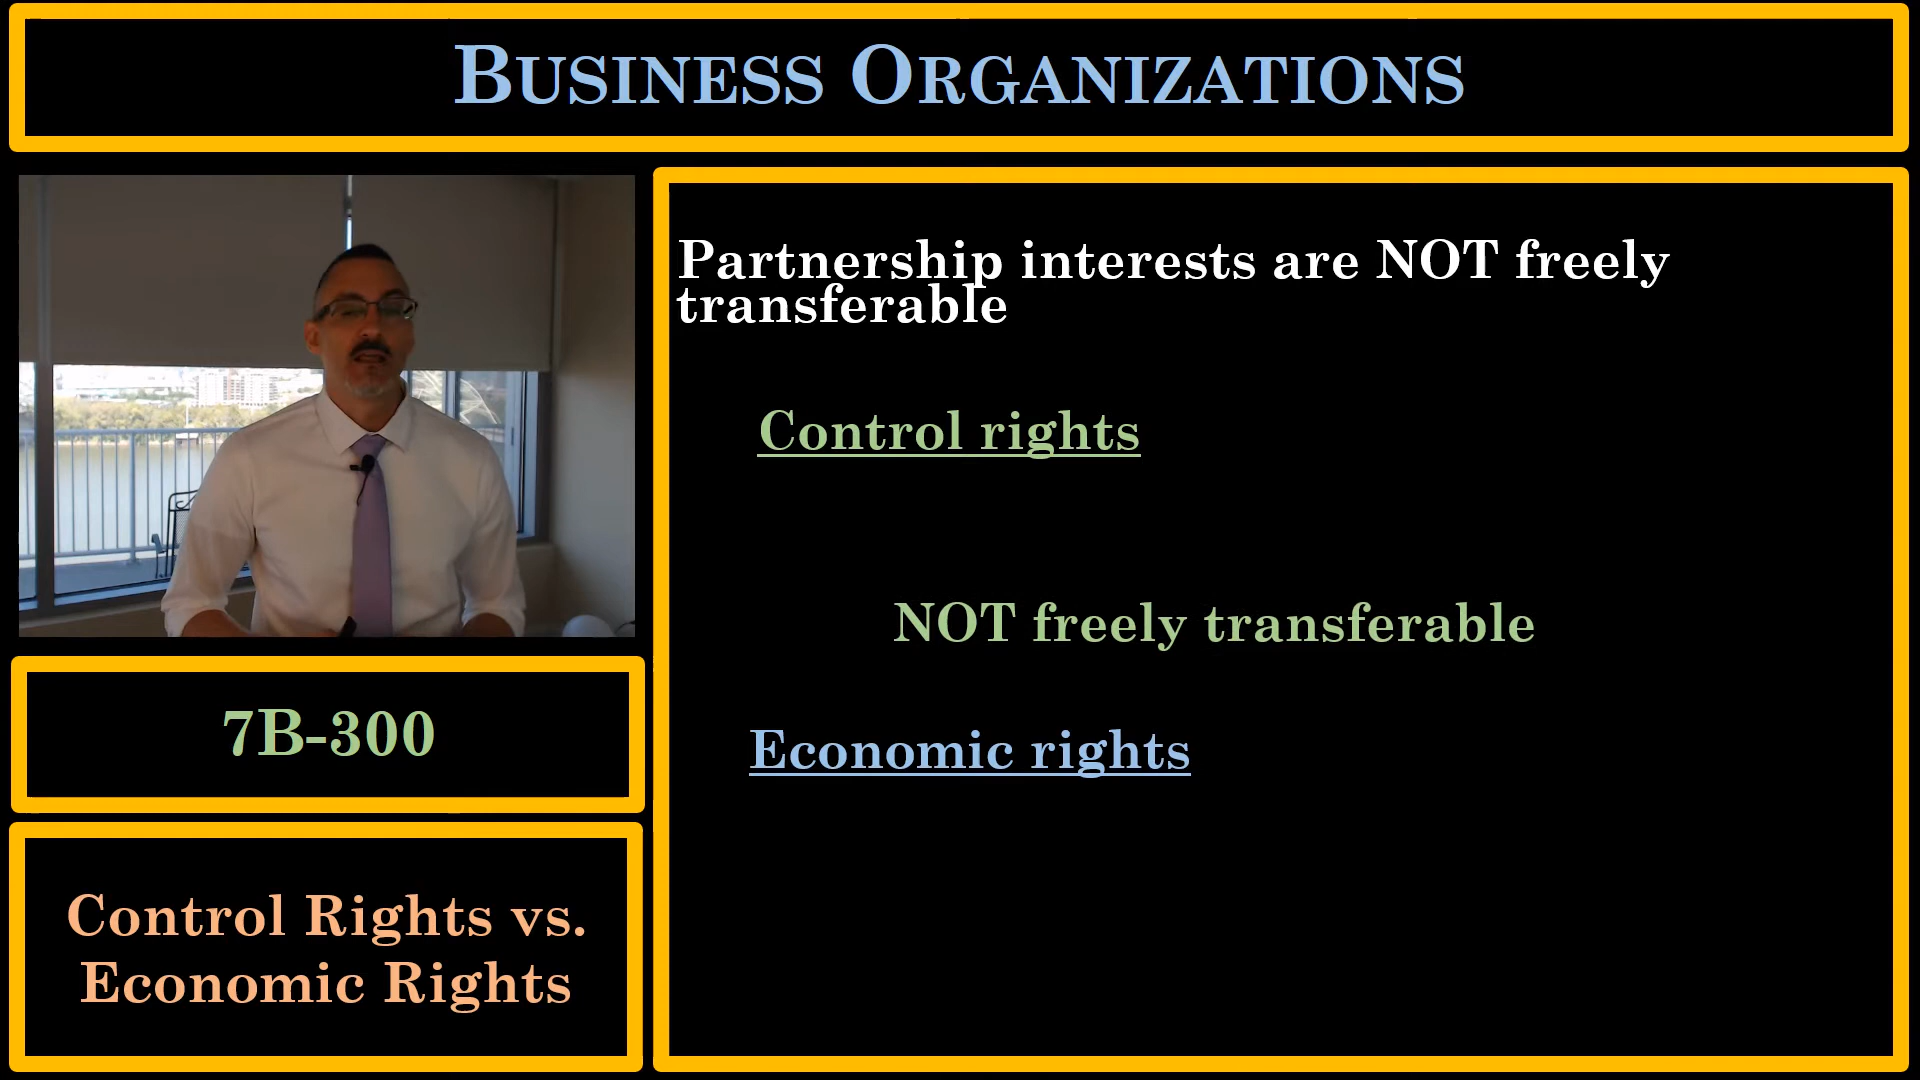 BUSINESS ORGANIZATIONS
Partnership interests are NOT freely
transferable
Control rights
NOT freely transferable
Economic rights
7B-300
Control Rights vs.
Economic Rights